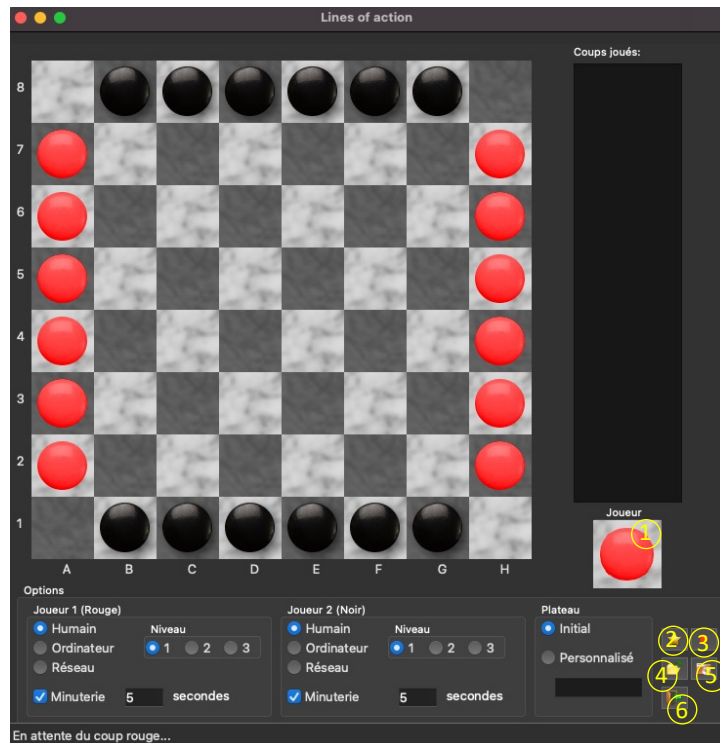 Lines of action
Coups joués:
8
7
6
5
4
3
2
1
A B C D E F G H
Joueur
1
Options
Joueur 1 (Rouge)
Humain
Ordinateur
Réseau
Niveau
1 2 3
Minuterie 5 secondes
Joueur 2 (Noir)
Humain
Ordinateur
Réseau
Niveau
1 2 3
Minuterie 5 secondes
Plateau
Initial
Personnalisé
2 3
4 5
6
En attente du coup rouge...